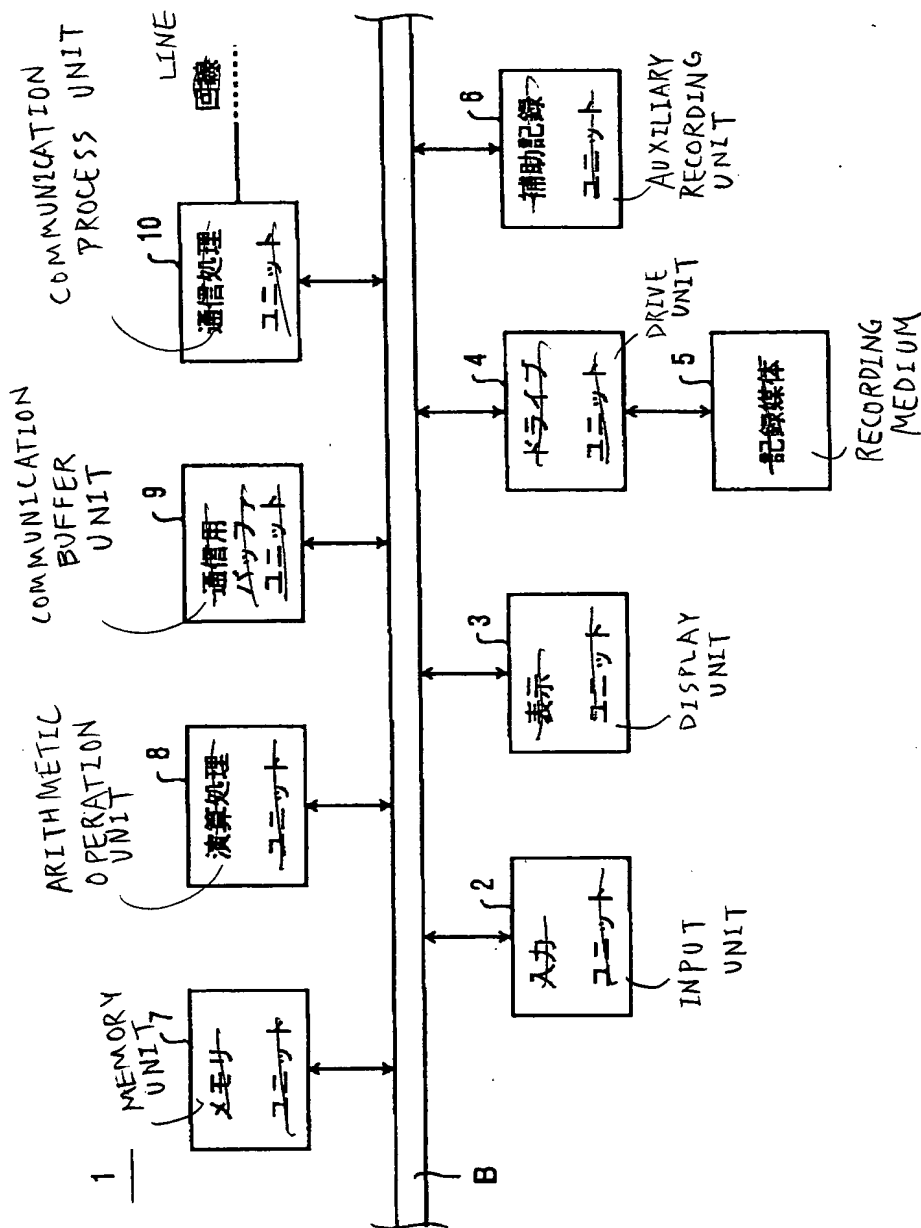 1
MEMORY
UNIT
7
メモリー
ユニット
ARITHMETIC
OPERATION
UNIT
8
演算処理
ユニット
COMMUNICATION
BUFFER
UNIT
9
通信用
バッファ
ユニット
COMMUNICATION
PROCESS UNIT
10
通信処理
ユニット
LINE
回線
B
2
入力
ユニット
INPUT
UNIT
3
表示
ユニット
DISPLAY
UNIT
4
ドライブ
ユニット
DRIVE
UNIT
5
記録媒体
RECORDING
MEDIUM
6
補助記録
ユニット
AUXILIARY
RECORDING
UNIT